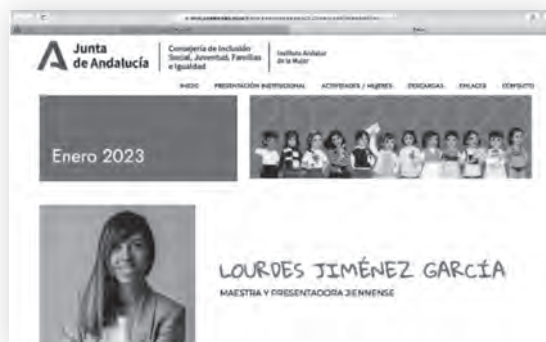 Junta
de Andalucía
Consejería de Inclusión
Social, Juventud, Familias
e Igualdad
Instituto Andaluz
de la Mujer
INICIO PRESENTACIÓN INSTITUCIONAL ACTIVIDADES / MUJERES DESCARGAS ENLACES CONTACTO
Enero 2023
LOURDES JIMÉNEZ GARCÍA
MAESTRA Y PRESENTADORA JIENNENSE